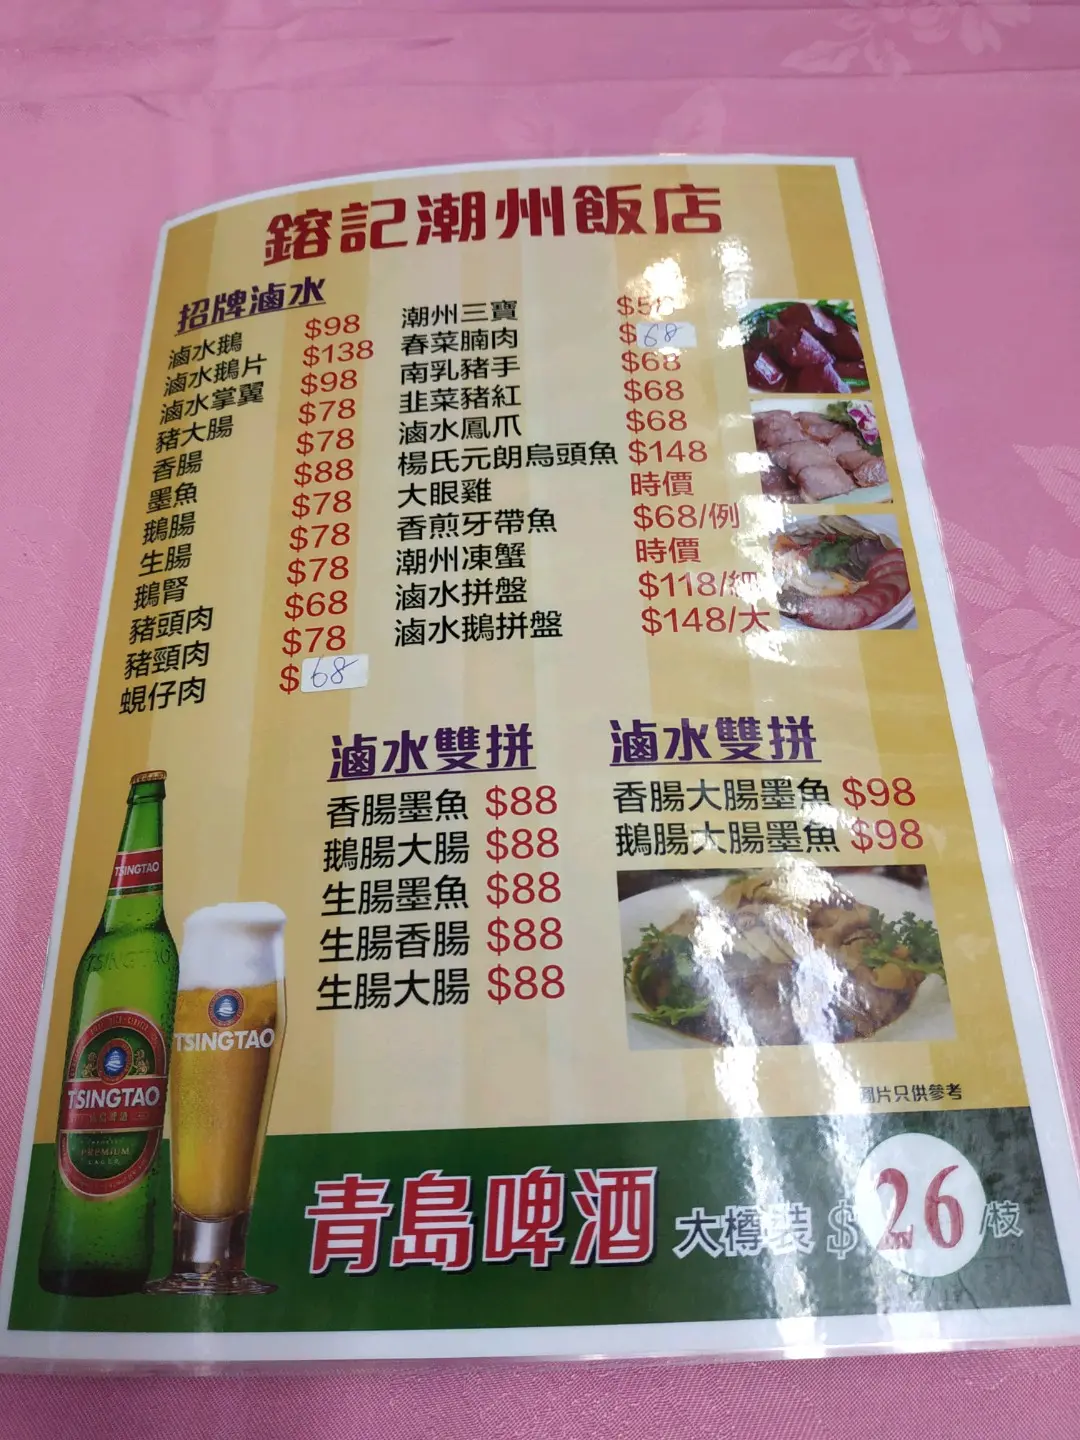 鎔記潮州飯店
招牌滷水
滷水鵝 $98
滷水鵝片 $138
滷水掌翼 $98
豬大腸 $78
香腸 $78
墨魚 $88
鵝腸 $78
生腸 $78
鵝腎 $78
豬頭肉 $68
豬頸肉 $78
蜆仔肉 $68
潮州三寶
春菜腩肉 $68
南乳豬手 $68
韭菜豬紅 $68
滷水鳳爪 $68
楊氏元朗烏頭魚 $148
大眼雞 時價
香煎牙帶魚 $68/例
潮州凍蟹 時價
滷水拼盤 $118/細
滷水鵝拼盤 $148/大
滷水雙拼
香腸墨魚 $88
鵝腸大腸 $88
生腸墨魚 $88
生腸香腸 $88
生腸大腸 $88
滷水雙拼
香腸大腸墨魚 $98
鵝腸大腸墨魚 $98
圖片只供參考
TSINGTAO
TSINGTAO
TSINGTAO
PREMIUM
LAGER
TSINGTAO
青島啤酒 大樽裝 $26/枝